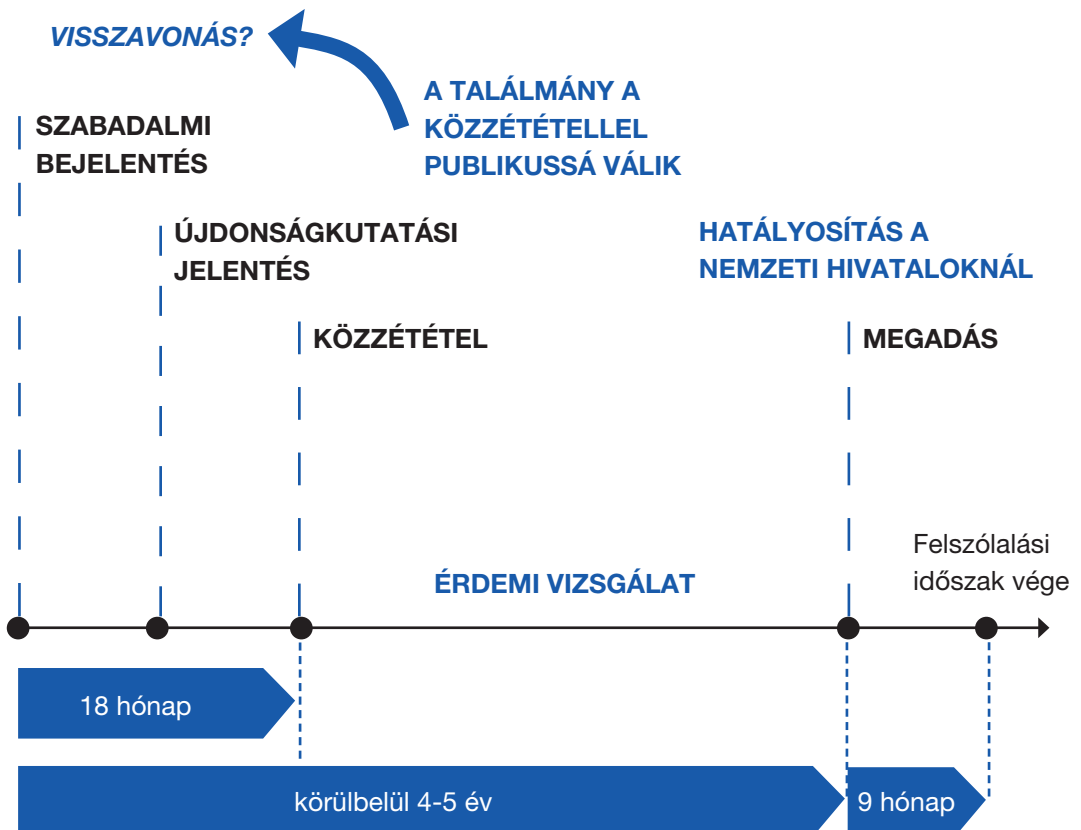 VISSZAVONÁS?
A TALÁLMÁNY A
KÖZZÉTÉTELLEL
PUBLIKUSSÁ VÁLIK
SZABADALMI
BEJELENTÉS
ÚJDONSÁGKUTATÁSI
JELENTÉS
HATÁLYOSÍTÁS A
NEMZETI HIVATALOKNÁL
KÖZZÉTÉTEL
MEGADÁS
Felszólalási
időszak vége
ÉRDEMI VIZSGÁLAT
18 hónap
körülbelül 4-5 év
9 hónap